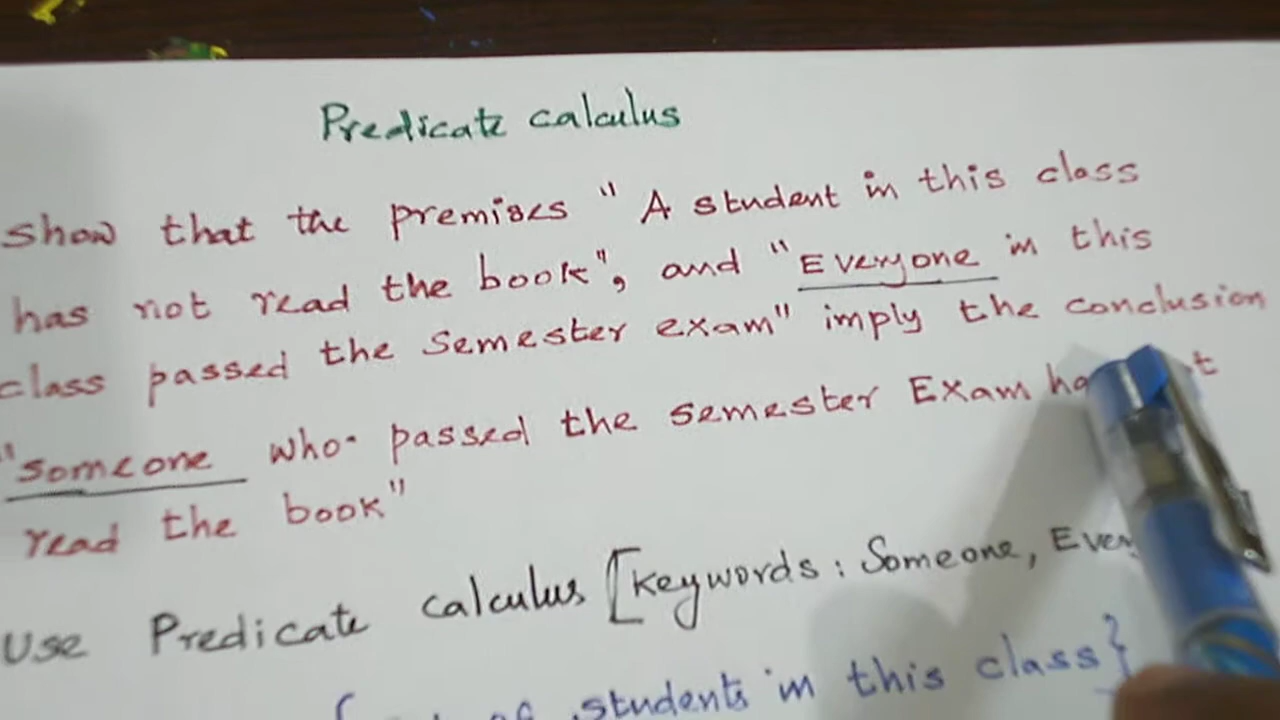 Predicate calculus
show that the premises "A student in this class
has not read the book", and "Everyone in this
class passed the semester exam" imply the conclusion
"someone who passed the semester Exam
read the book"
Use Predicate calculus [keywords: Someone,
students in this class}